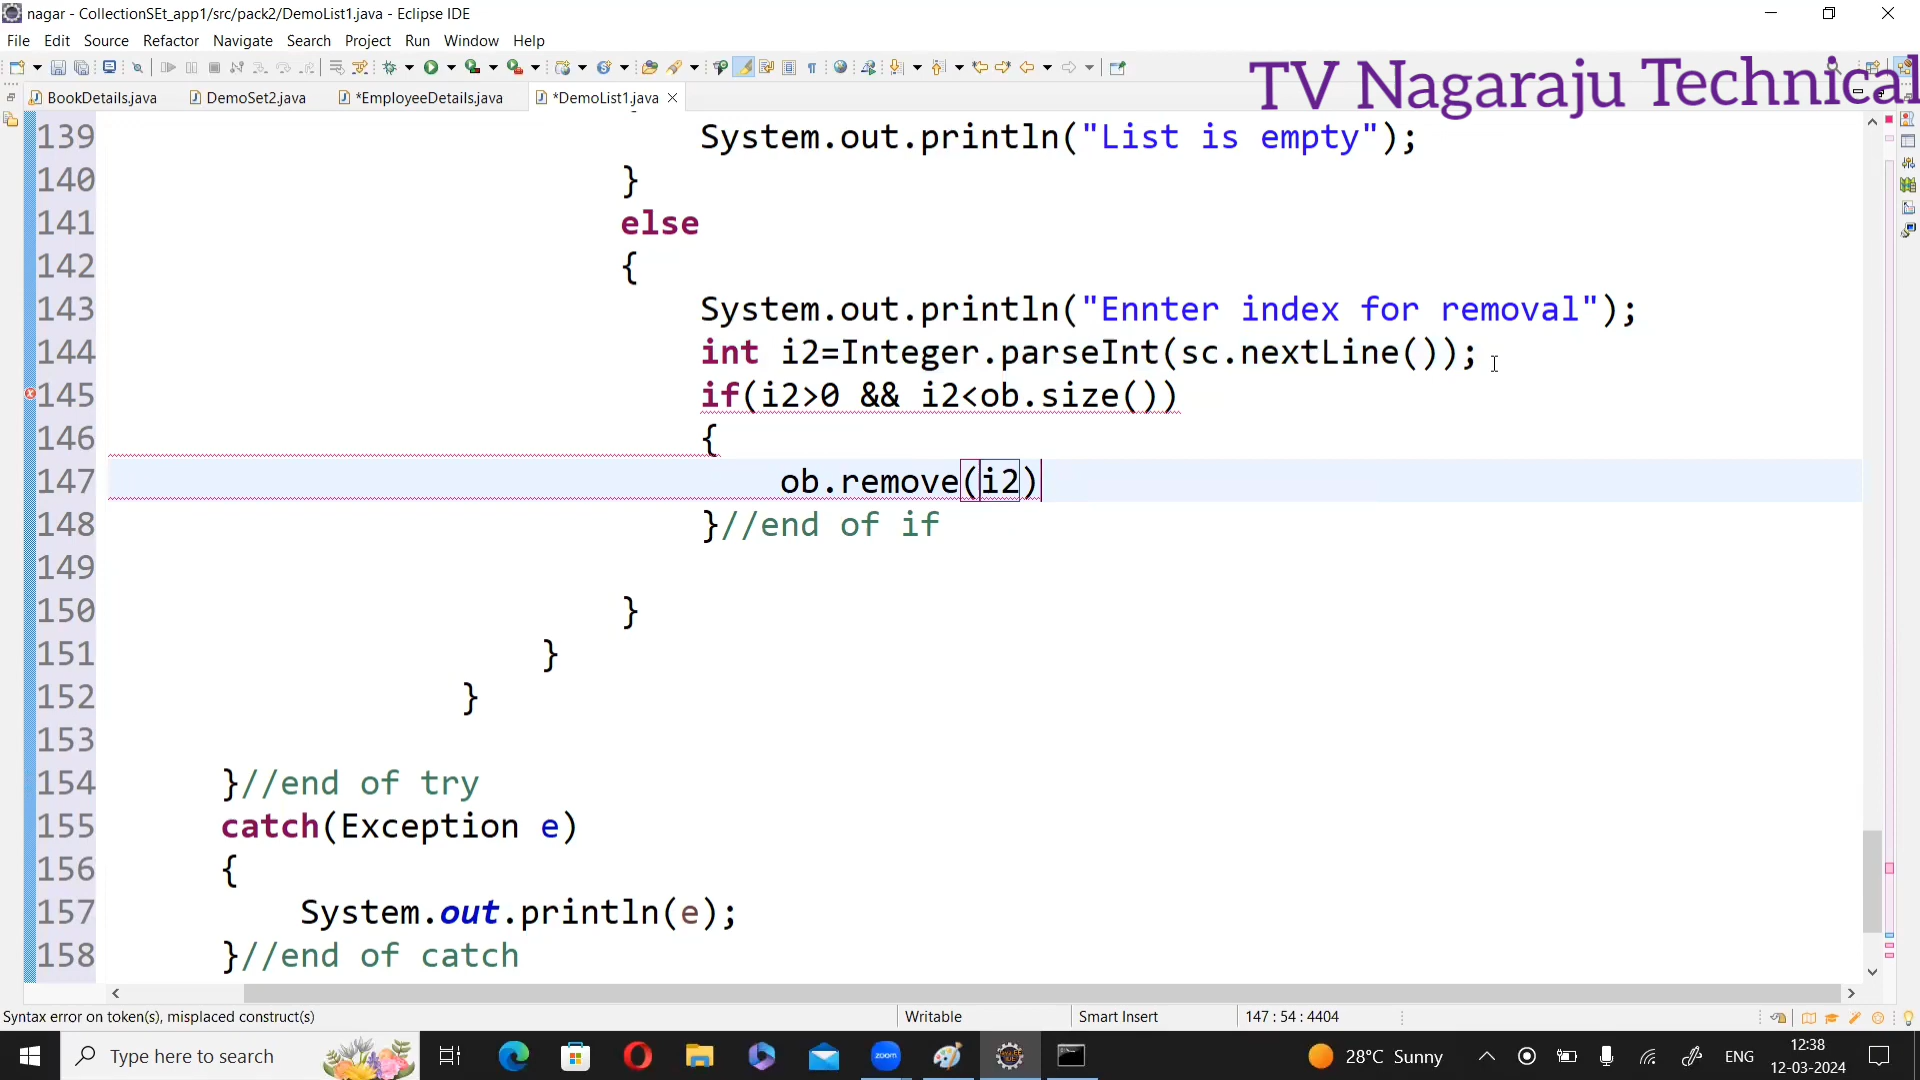 nagar - CollectionSEt_app1/src/pack2/DemoList1.java - Eclipse IDE
File Edit Source Refactor Navigate Search Project Run Window Help
TV Nagaraju Technical
BookDetails.java DemoSet2.java *EmployeeDetails.java *DemoList1.java
139 System.out.println("List is empty");
140 }
141 else
142 {
143 System.out.println("Ennter index for removal");
144 int i2=Integer.parseInt(sc.nextLine());
145 if(i2>0 && i2<ob.size())
146 {
147 ob.remove(i2)
148 }//end of if
149
150 }
151 }
152 }
153
154 }//end of try
155 catch(Exception e)
156 {
157 System.out.println(e);
158 }//end of catch
Syntax error on token(s), misplaced construct(s) Writable Smart Insert 147 : 54 : 4404
Type here to search zoom 28°C Sunny ENG 12:38
12-03-2024